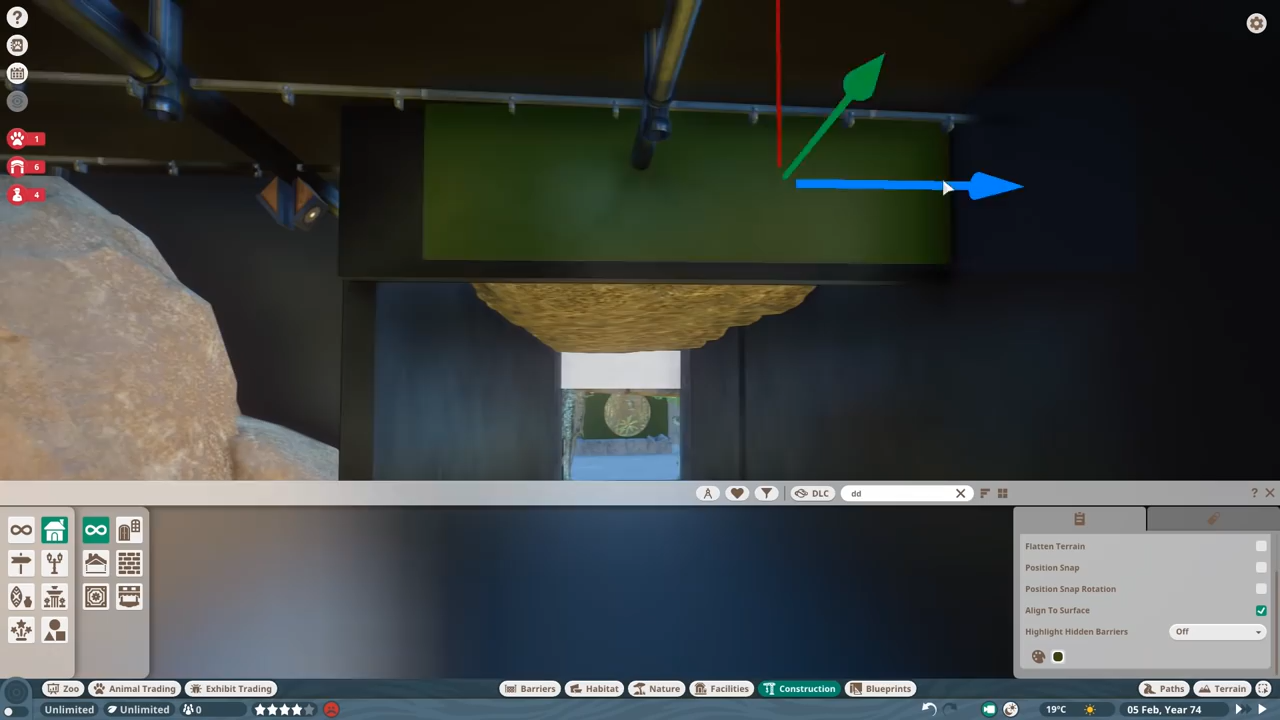 ?
1
6
4
DLC
dd
?
Flatten Terrain
Position Snap
Position Snap Rotation
Align To Surface
Highlight Hidden Barriers
Off
Zoo
Animal Trading
Exhibit Trading
Barriers
Habitat
Nature
Facilities
Construction
Blueprints
Paths
Terrain
Unlimited
Unlimited
0
19°C
05 Feb, Year 74